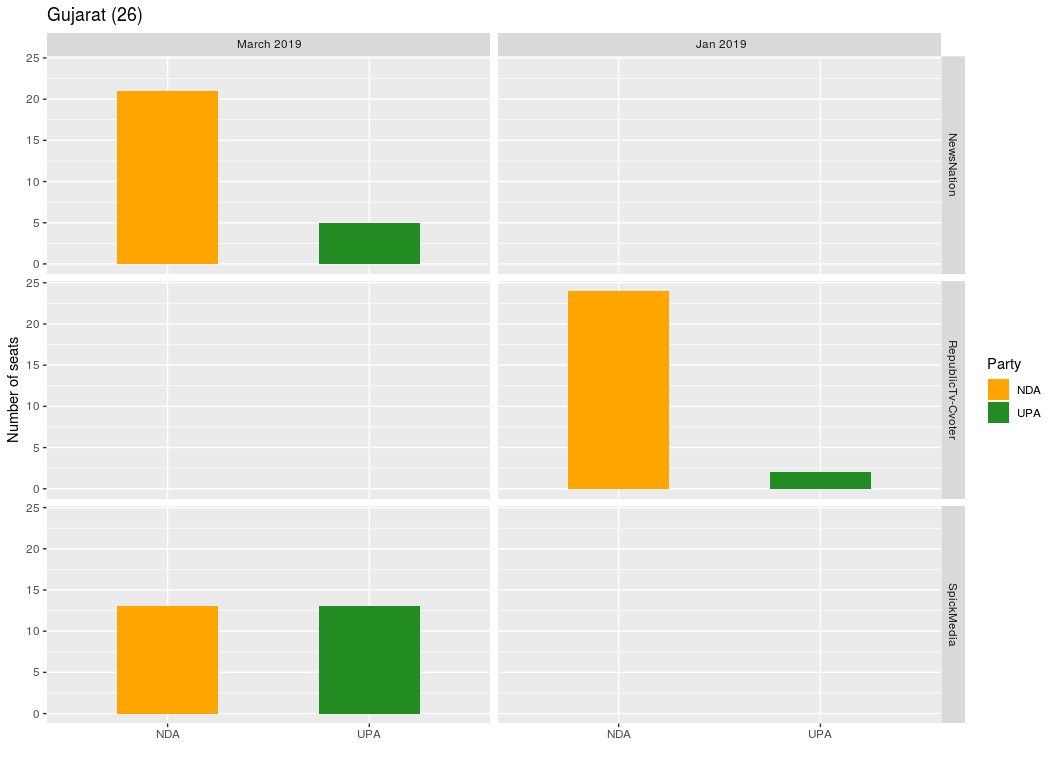 Gujarat (26)
March 2019
Jan 2019
25
20
15
10
5
0
NewsNation
25
20
15
10
5
0
RepublicTv-Cvoter
25
20
15
10
5
0
SpickMedia
Number of seats
NDA
UPA
NDA
UPA
Party
NDA
UPA